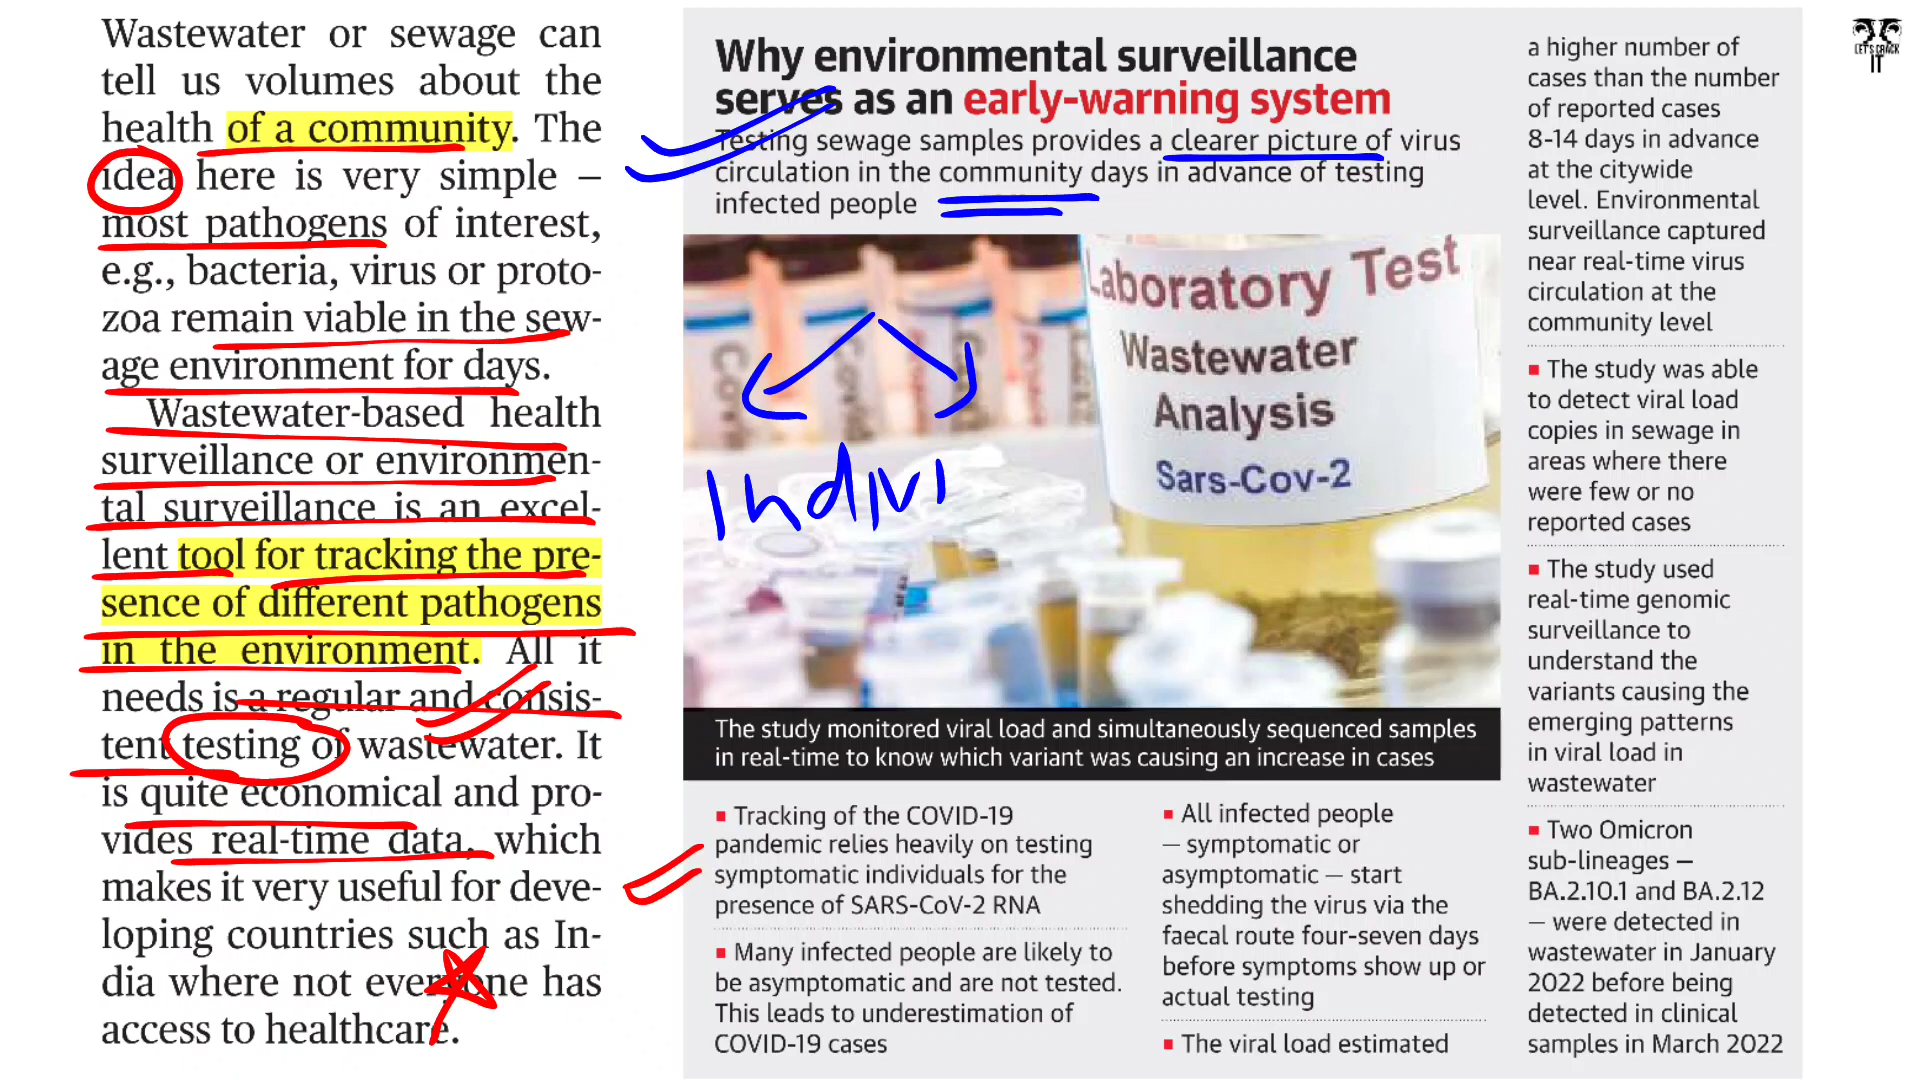 Wastewater or sewage can
tell us volumes about the
health of a community. The
idea here is very simple –
most pathogens of interest,
e.g., bacteria, virus or proto-
zoa remain viable in the sew-
age environment for days.
Wastewater-based health
surveillance or environmen-
tal surveillance is an excel-
lent tool for tracking the pre-
sence of different pathogens
in the environment. All it
needs is a regular and consis-
tent testing of wastewater. It
is quite economical and pro-
vides real-time data, which
makes it very useful for deve-
loping countries such as In-
dia where not everyone has
access to healthcare.
Why environmental surveillance
serves as an early-warning system
Testing sewage samples provides a clearer picture of virus
circulation in the community days in advance of testing
infected people
Laboratory Test
Wastewater
Analysis
Sars-Cov-2
Covid
Indivi
The study monitored viral load and simultaneously sequenced samples
in real-time to know which variant was causing an increase in cases
Tracking of the COVID-19
pandemic relies heavily on testing
symptomatic individuals for the
presence of SARS-CoV-2 RNA
Many infected people are likely to
be asymptomatic and are not tested.
This leads to underestimation of
COVID-19 cases
All infected people
— symptomatic or
asymptomatic — start
shedding the virus via the
faecal route four-seven days
before symptoms show up or
actual testing
The viral load estimated
a higher number of
cases than the number
of reported cases
8-14 days in advance
at the citywide
level. Environmental
surveillance captured
near real-time virus
circulation at the
community level
The study was able
to detect viral load
copies in sewage in
areas where there
were few or no
reported cases
The study used
real-time genomic
surveillance to
understand the
variants causing the
emerging patterns
in viral load in
wastewater
Two Omicron
sub-lineages —
BA.2.10.1 and BA.2.12
— were detected in
wastewater in January
2022 before being
detected in clinical
samples in March 2022
LET'S CRACK
IT